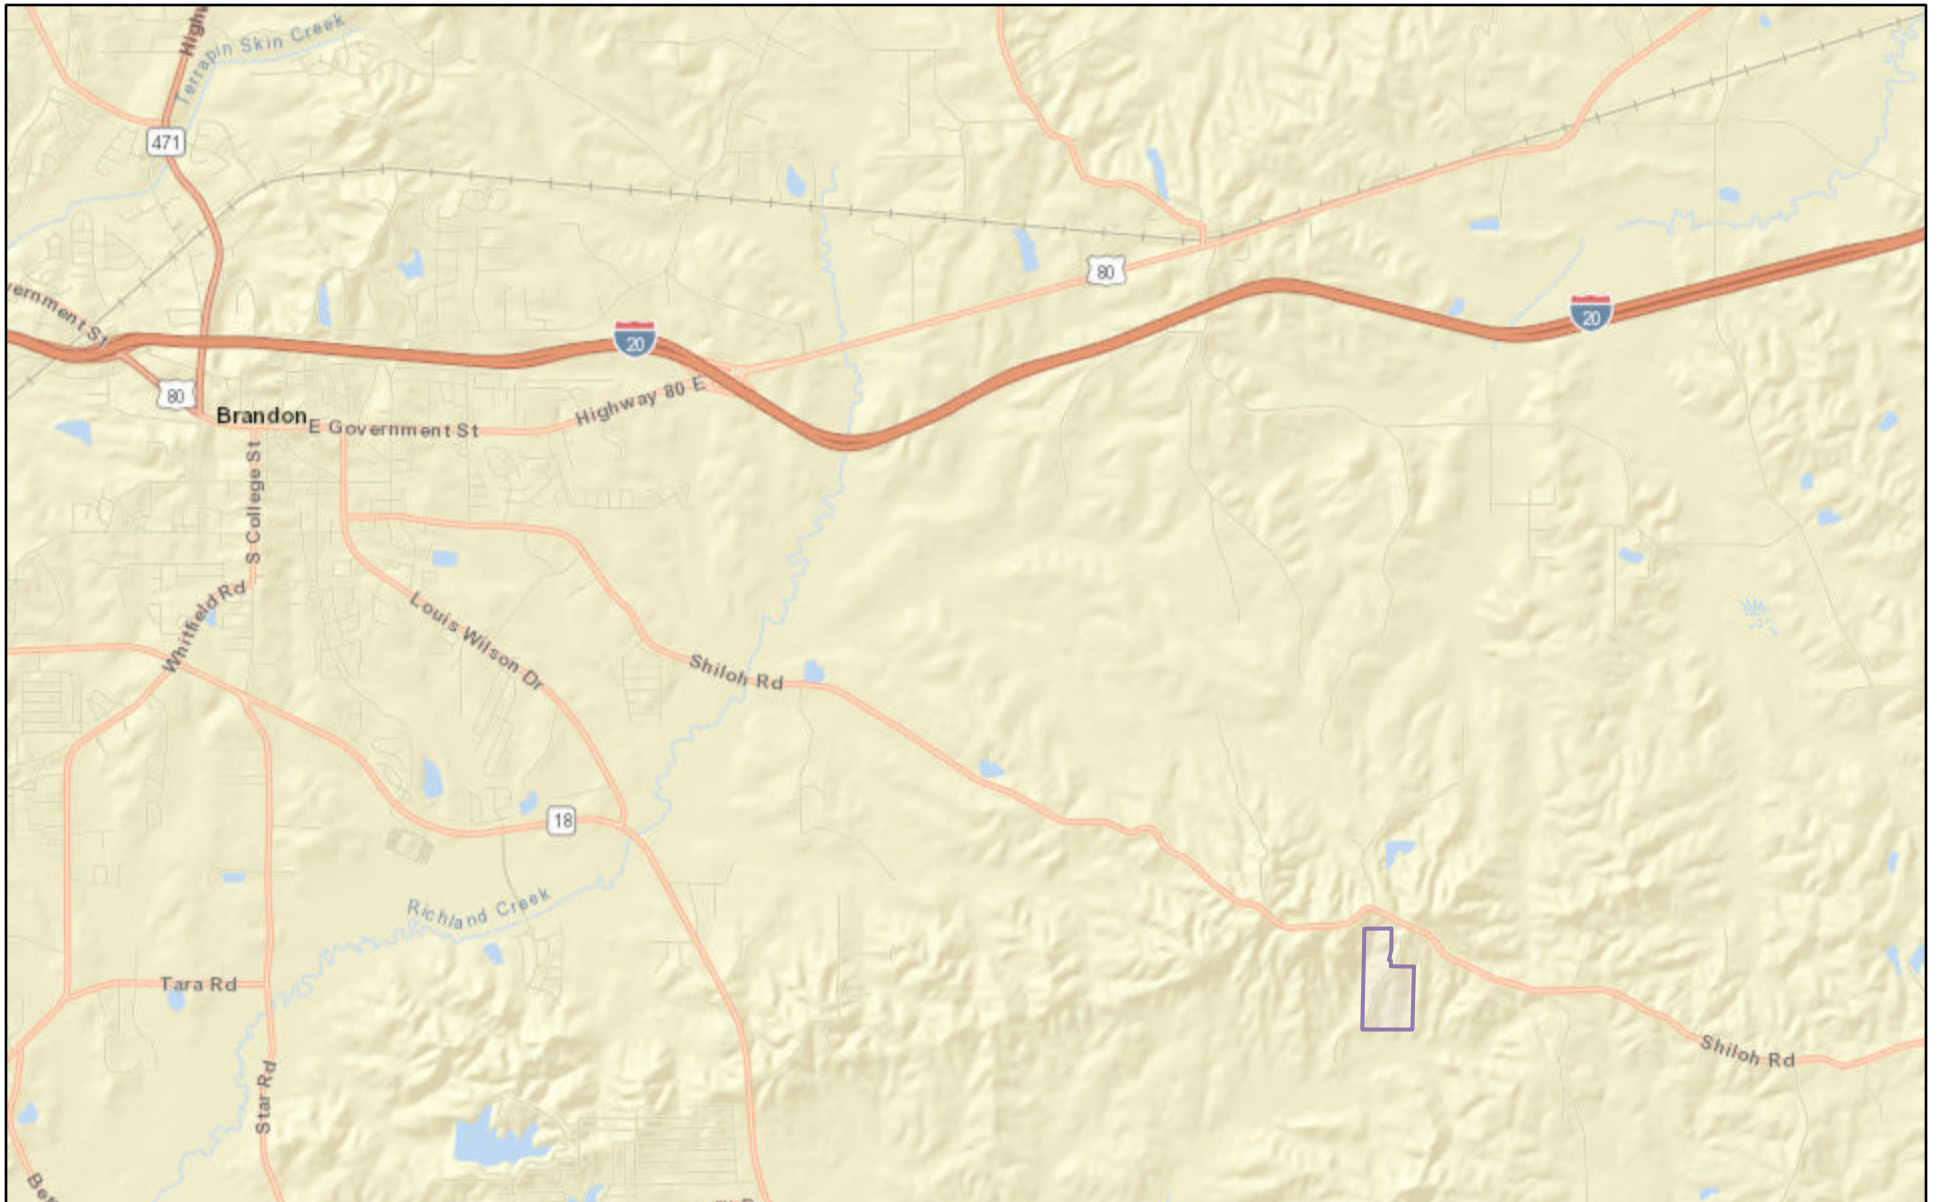 Terrapin Skin Creek
471
80
20
20
80
Brandon
E Government St
Highway 80 E
S College St
Whitfield Rd
Louis Wilson Dr
Shiloh Rd
18
Richland Creek
Tara Rd
Star Rd
Shiloh Rd